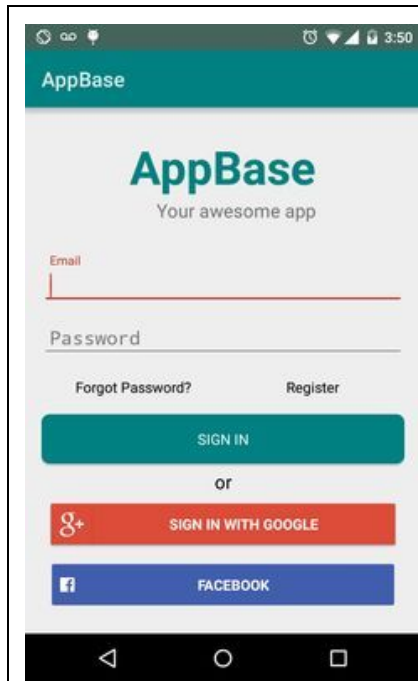 3:50
AppBase
AppBase
Your awesome app
Email
Password
Forgot Password? Register
SIGN IN
or
g+ SIGN IN WITH GOOGLE
f FACEBOOK